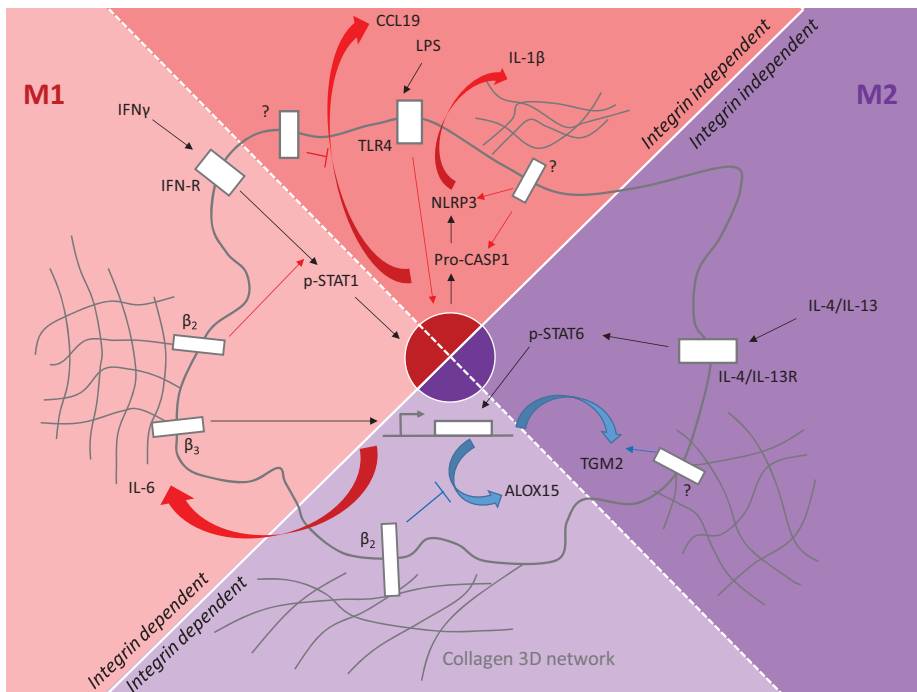 CCL19
LPS
IL-1β
M1
M2
Integrin independent
Integrin independent
IFNγ
?
TLR4
?
IFN-R
NLRP3
Pro-CASP1
p-STAT1
IL-4/IL-13
β2
p-STAT6
IL-4/IL-13R
β3
TGM2
IL-6
ALOX15
?
β2
Integrin dependent
Integrin dependent
Collagen 3D network